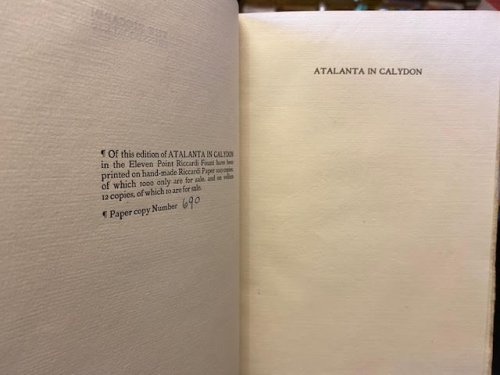 ¶ Of this edition of ATALANTA IN CALYDON
in the Eleven Point Riccardi Fount have been
printed on hand-made Riccardi Paper 1025 copies,
of which 1000 only are for sale, and on vellum
12 copies, of which 10 are for sale.
¶ Paper copy Number 690
ATALANTA IN CALYDON